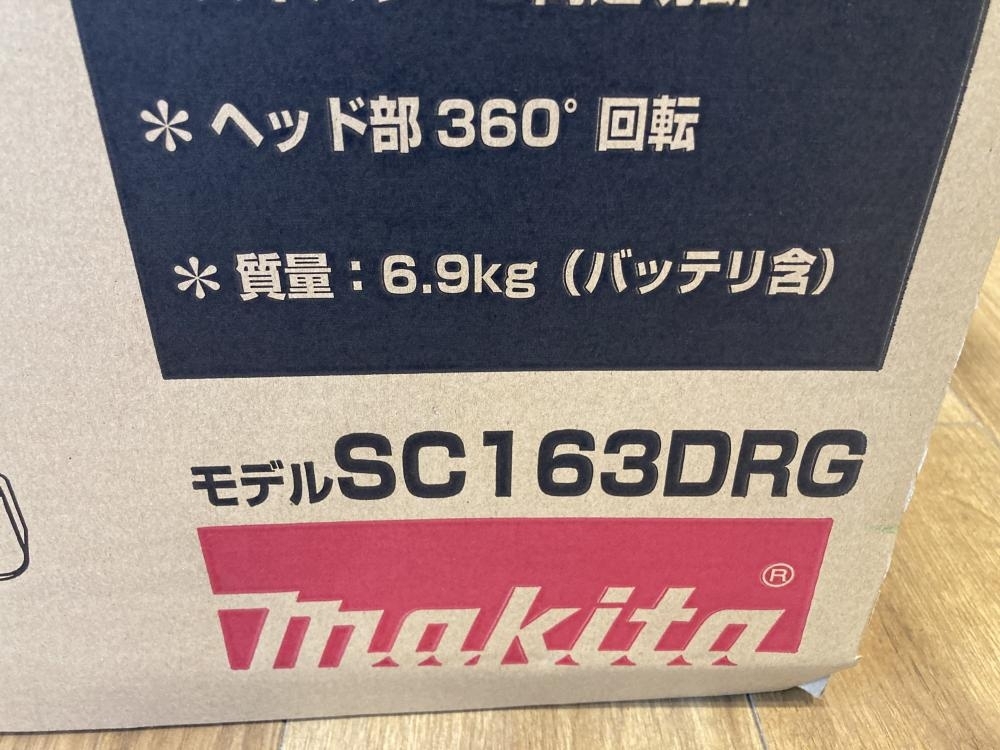 ＊ヘッド部 360° 回転
＊質量：6.9kg（バッテリ含）
モデルSC163DRG
makita®